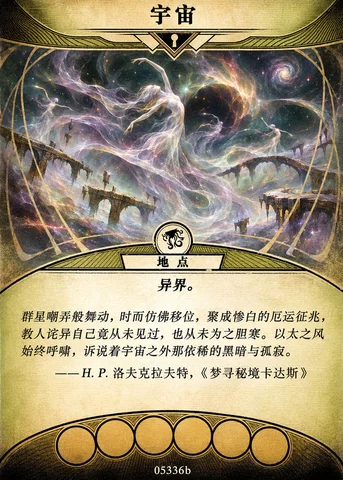 宇宙
地点
异界。
群星嘲弄般舞动，时而仿佛移位，聚成惨白的厄运征兆，
教人诧异自己竟从未见过，也从未为之胆寒。以太之风
始终呼啸，诉说着宇宙之外那依稀的黑暗与孤寂。
—— H. P. 洛夫克拉夫特，《梦寻秘境卡达斯》
05336b